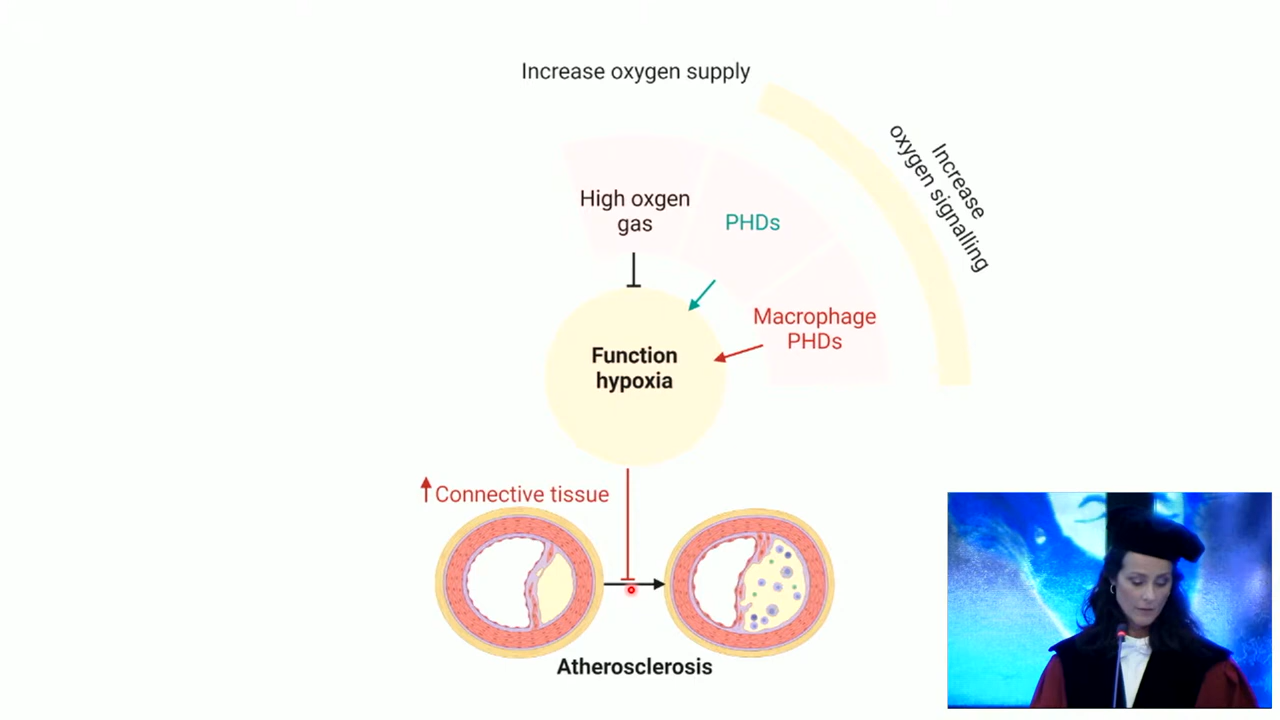 Increase oxygen supply
Increase
oxygen signalling
High oxgen
gas
PHDs
Macrophage
PHDs
Function
hypoxia
Connective tissue
Atherosclerosis